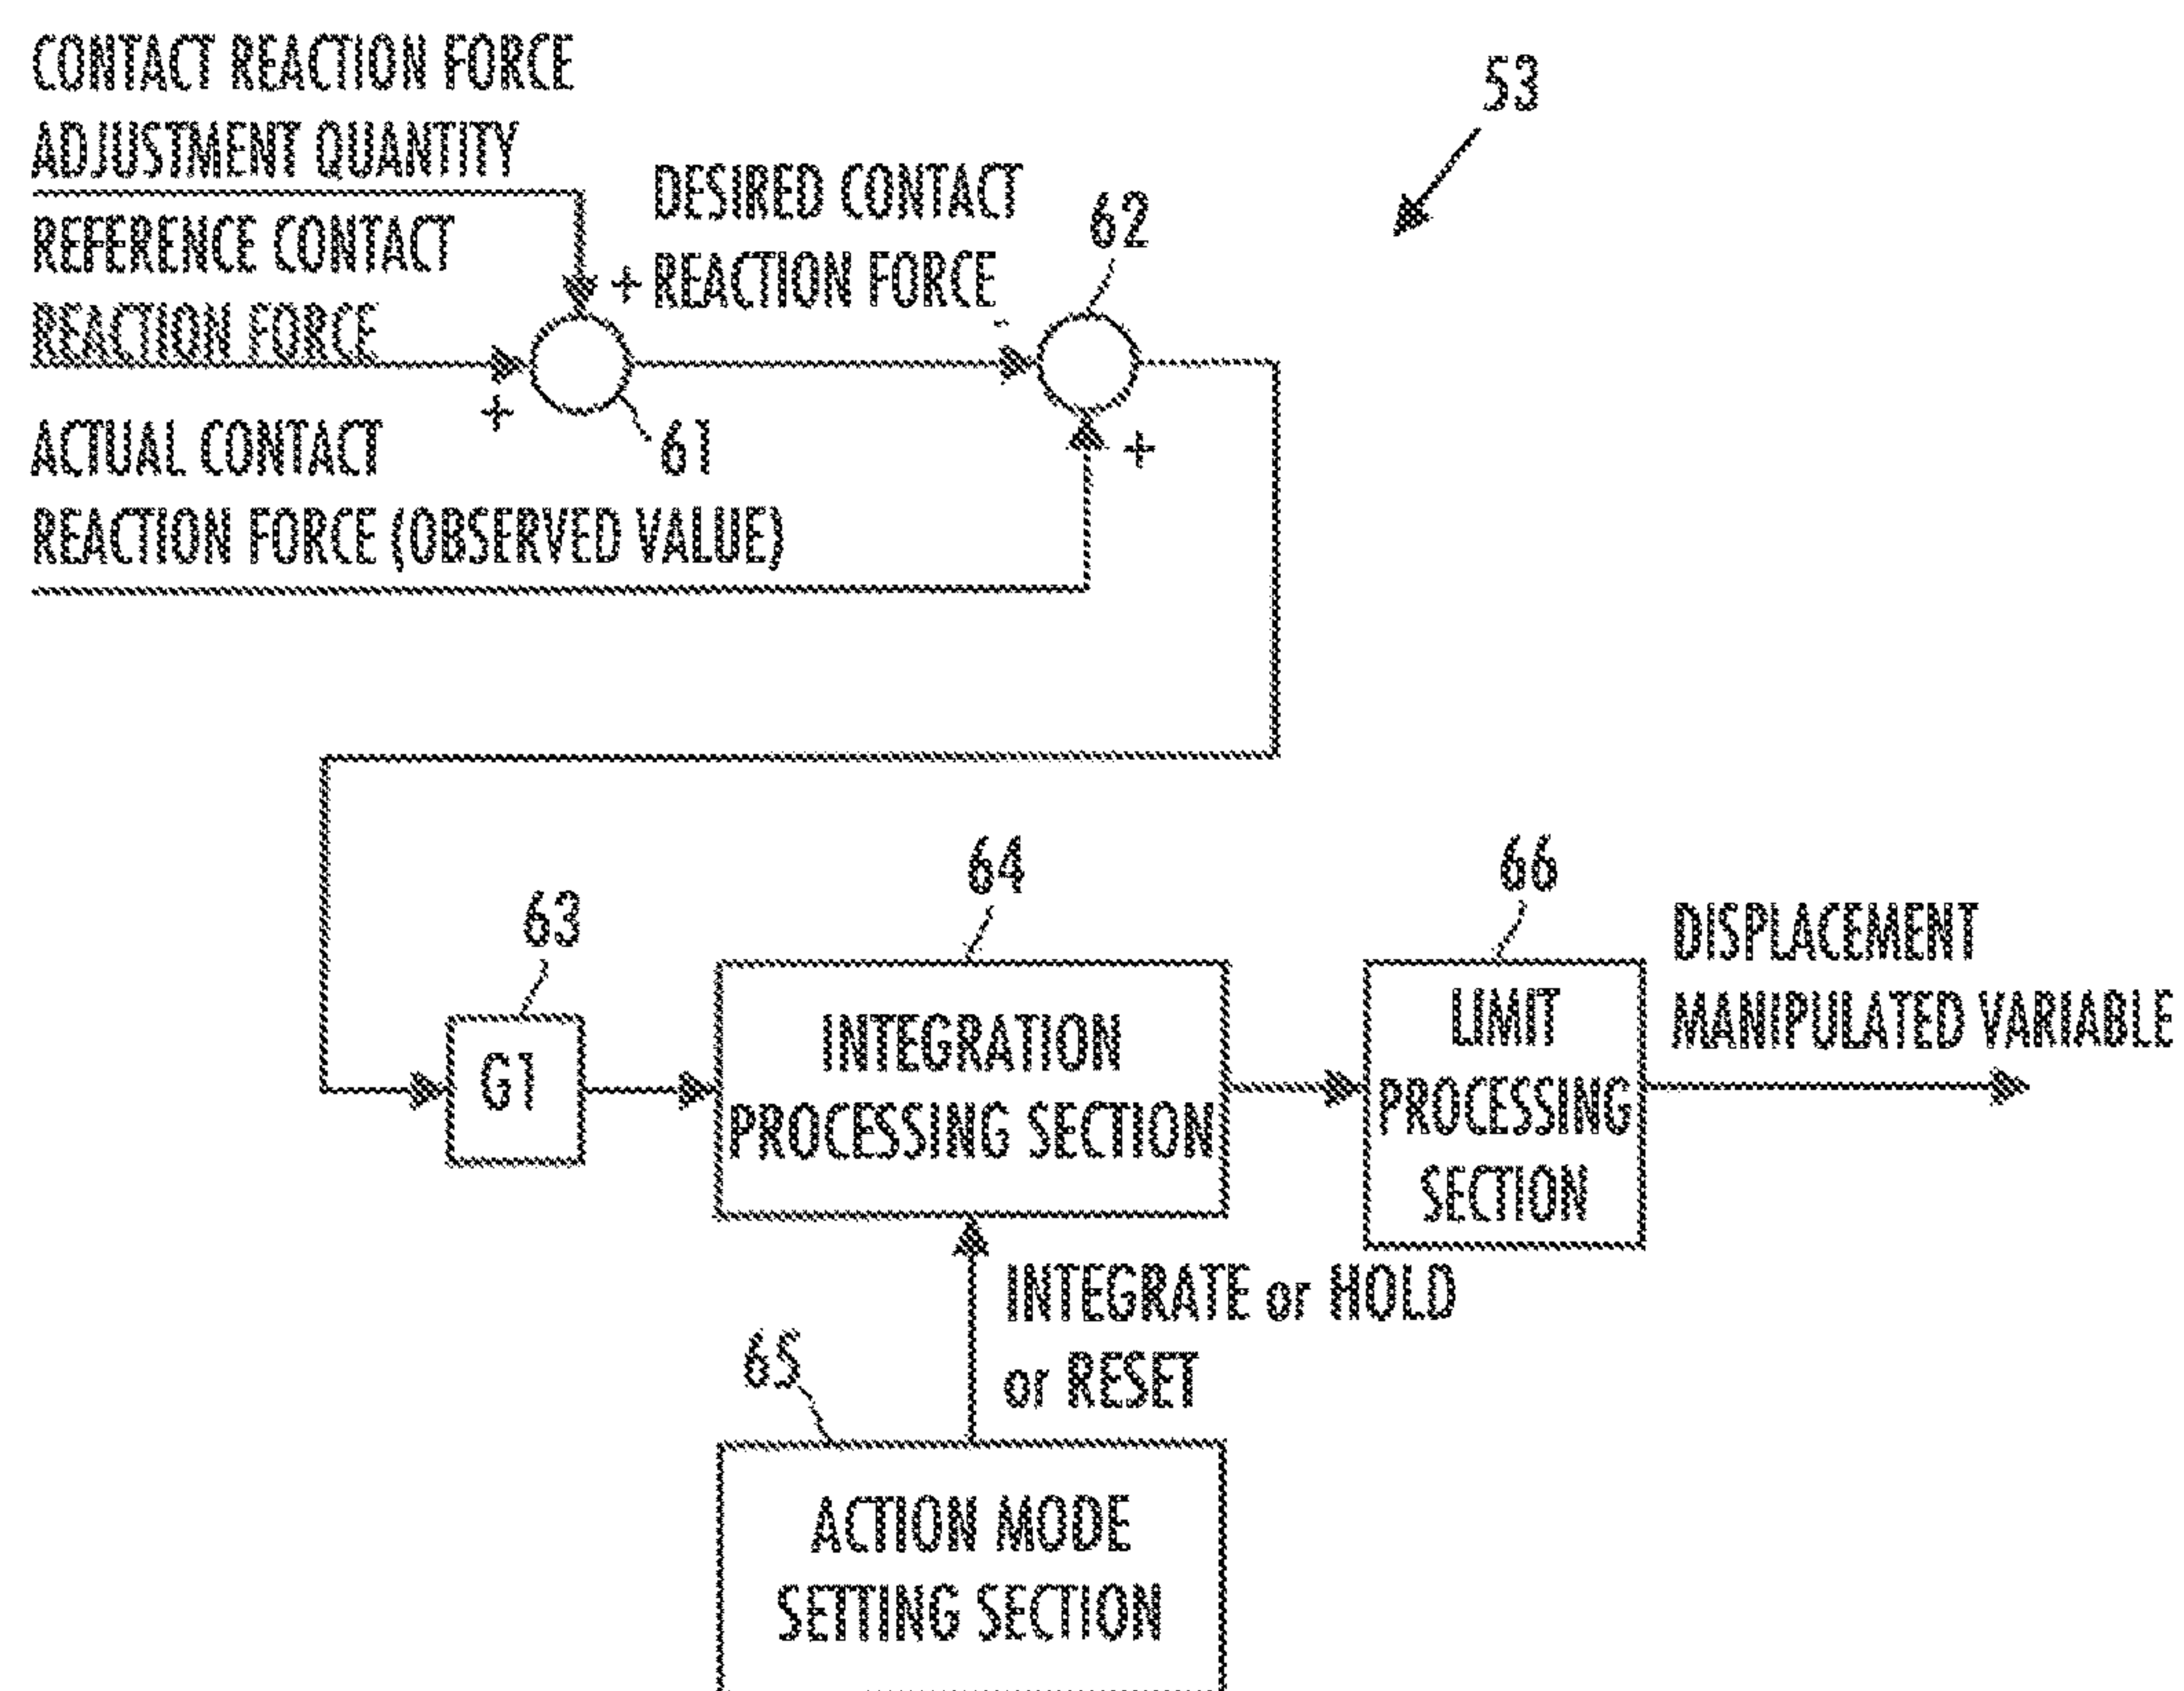 CONTACT REACTION FORCE
ADJUSTMENT QUANTITY
REFERENCE CONTACT
REACTION FORCE
+
+
DESIRED CONTACT
REACTION FORCE
-
62
53
61
ACTUAL CONTACT
REACTION FORCE (OBSERVED VALUE)
+
63
G1
64
INTEGRATION
PROCESSING SECTION
66
LIMIT
PROCESSING
SECTION
DISPLACEMENT
MANIPULATED VARIABLE
INTEGRATE or HOLD
or RESET
65
ACTION MODE
SETTING SECTION